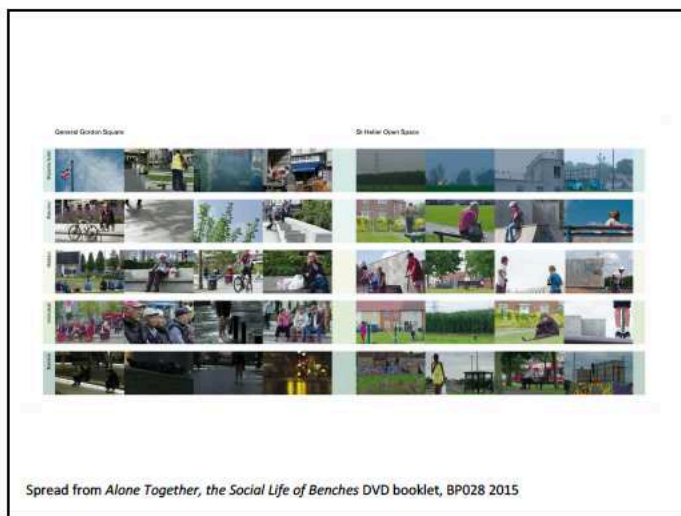 General Gordon Square
St Helier Open Space
Spread from Alone Together, the Social Life of Benches DVD booklet, BP028 2015